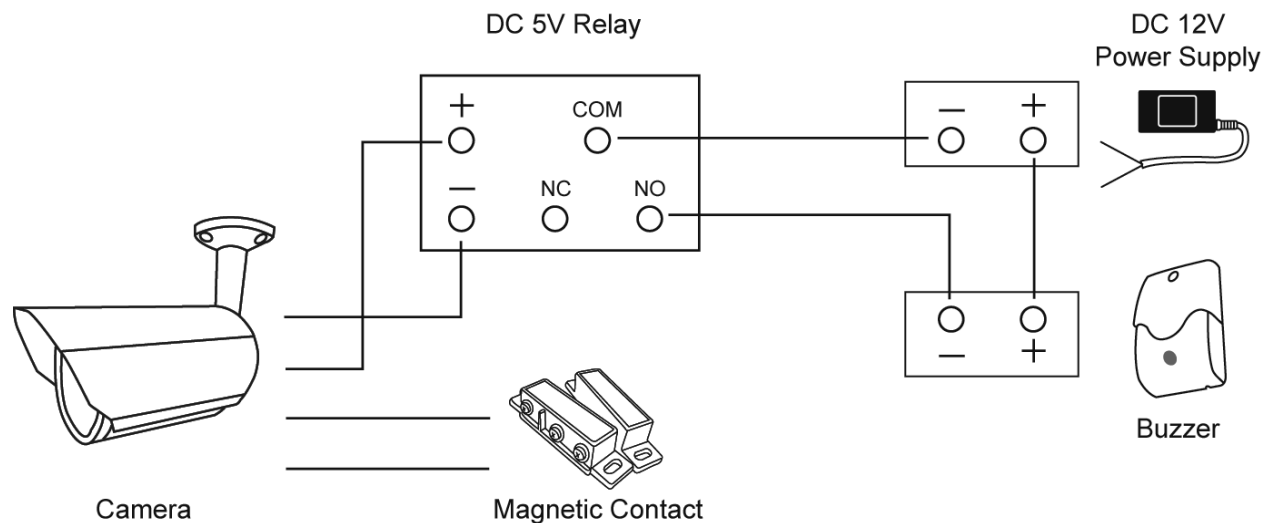 DC 5V Relay
DC 12V
Power Supply
+
COM
−
+
−
NC
NO
−
+
Buzzer
Camera
Magnetic Contact